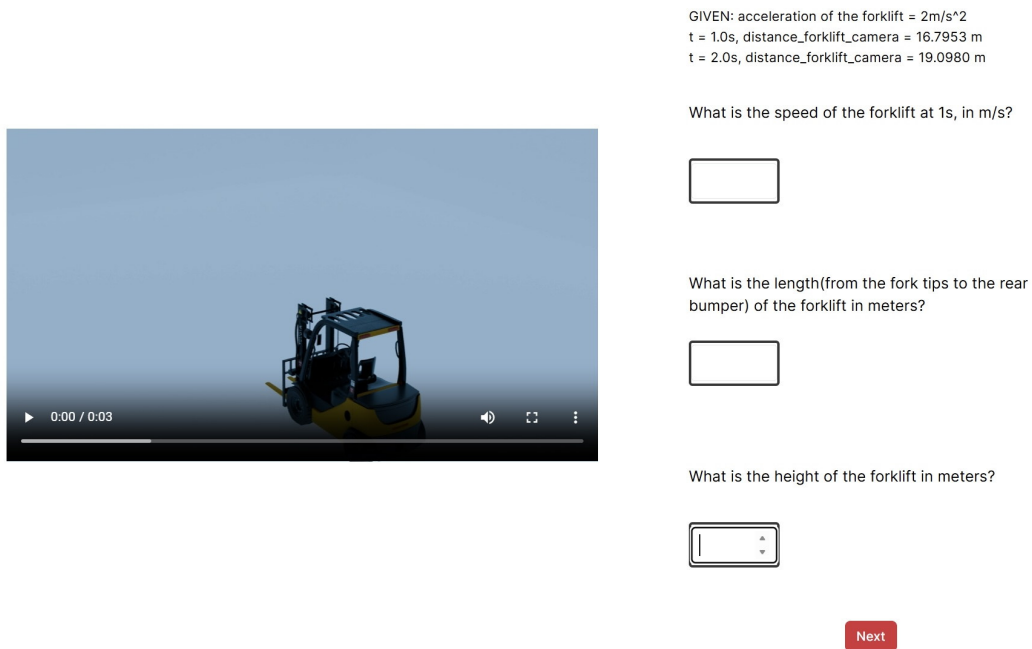 GIVEN: acceleration of the forklift = 2m/s^2
t = 1.0s, distance_forklift_camera = 16.7953 m
t = 2.0s, distance_forklift_camera = 19.0980 m
What is the speed of the forklift at 1s, in m/s?
What is the length(from the fork tips to the rear
bumper) of the forklift in meters?
0:00 / 0:03
What is the height of the forklift in meters?
Next